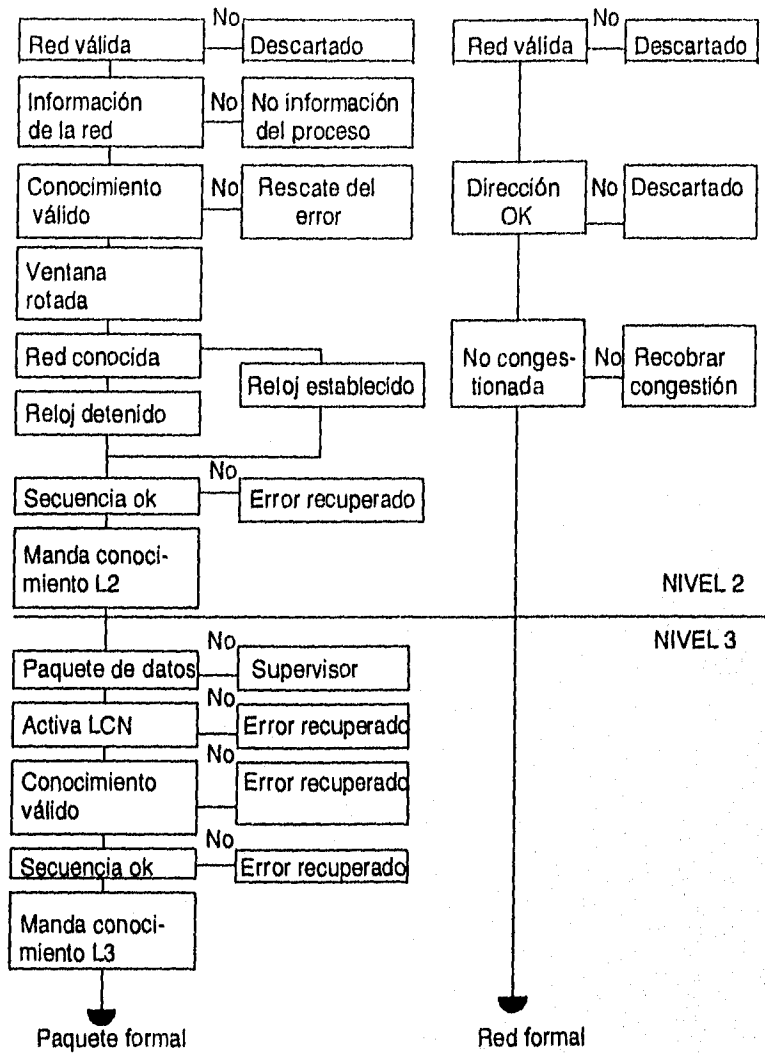 No
Red válida
Descartado
Información
de la red
No
No información
del proceso
Conocimiento
válido
No
Rescate del
error
Ventana
rotada
Red conocida
Reloj establecido
Reloj detenido
No
Secuencia ok
Error recuperado
Manda conoci-
miento L2
No
Paquete de datos
Supervisor
No
Activa LCN
Error recuperado
No
Conocimiento
válido
Error recuperado
No
Secuencia ok
Error recuperado
Manda conoci-
miento L3
Paquete formal
No
Red válida
Descartado
Dirección
OK
No
Descartado
No conges-
tionada
No
Recobrar
congestión
NIVEL 2
NIVEL 3
Red formal